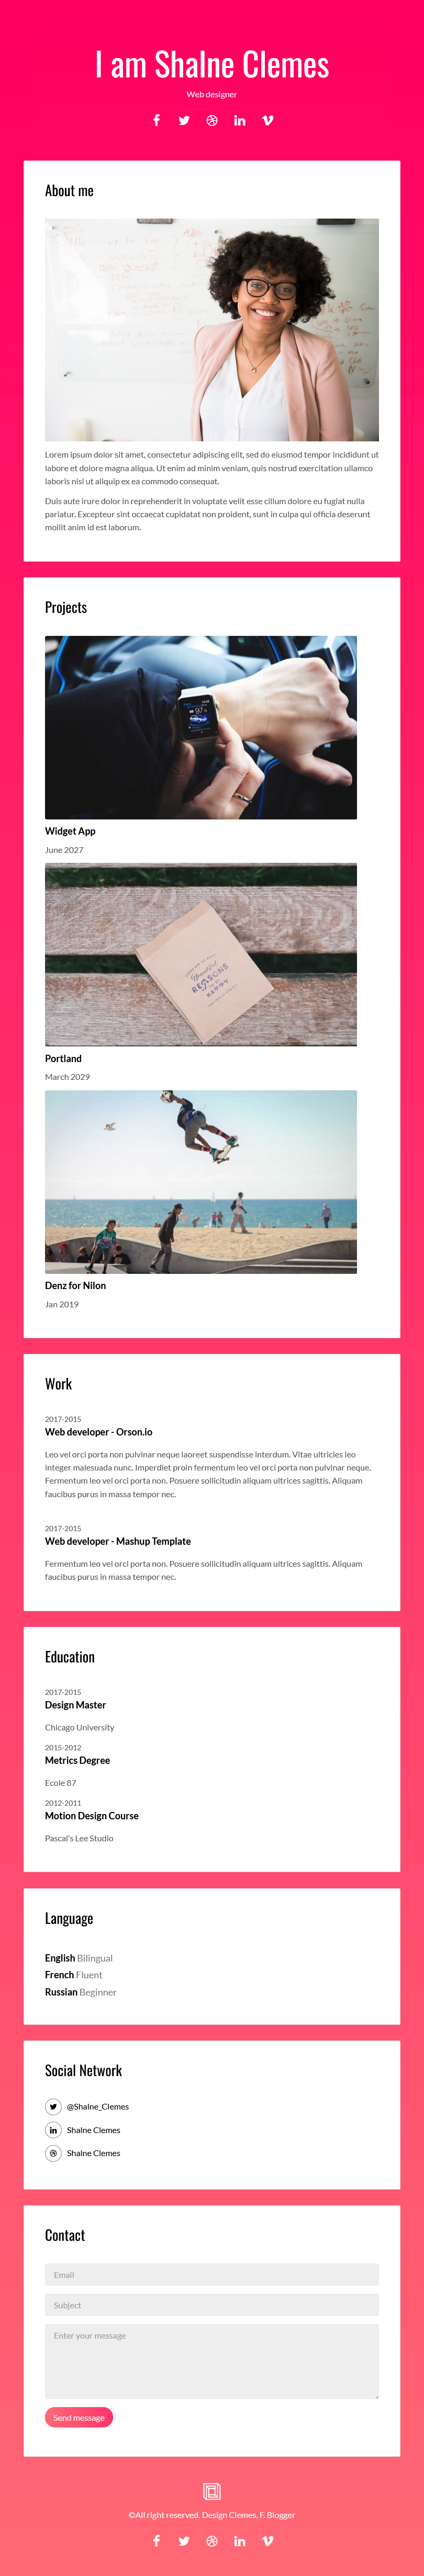 I am Shalne Clemes
Web designer
About me
Lorem ipsum dolor sit amet, consectetur adipiscing elit, sed do eiusmod tempor incididunt ut
labore et dolore magna aliqua. Ut enim ad minim veniam, quis nostrud exercitation ullamco
laboris nisi ut aliquip ex ea commodo consequat.
Duis aute irure dolor in reprehenderit in voluptate velit esse cillum dolore eu fugiat nulla
pariatur. Excepteur sint occaecat cupidatat non proident, sunt in culpa qui officia deserunt
mollit anim id est laborum.
Projects
Widget App
June 2027
REASONS
HAPPY
Portland
March 2029
Denz for Nilon
Jan 2019
Work
2017-2015
Web developer - Orson.io
Leo vel orci porta non pulvinar neque laoreet suspendisse interdum. Vitae ultricies leo
integer malesuada nunc. Imperdiet proin fermentum leo vel orci porta non pulvinar neque.
Fermentum leo vel orci porta non. Posuere sollicitudin aliquam ultrices sagittis. Aliquam
faucibus purus in massa tempor nec.
2017-2015
Web developer - Mashup Template
Fermentum leo vel orci porta non. Posuere sollicitudin aliquam ultrices sagittis. Aliquam
faucibus purus in massa tempor nec.
Education
2017-2015
Design Master
Chicago University
2015-2012
Metrics Degree
Ecole 87
2012-2011
Motion Design Course
Pascal's Lee Studio
Language
English Bilingual
French Fluent
Russian Beginner
Social Network
@Shalne_Clemes
Shalne Clemes
Shalne Clemes
Contact
Email
Subject
Enter your message
Send message
©All right reserved. Design Clemes, F. Blogger